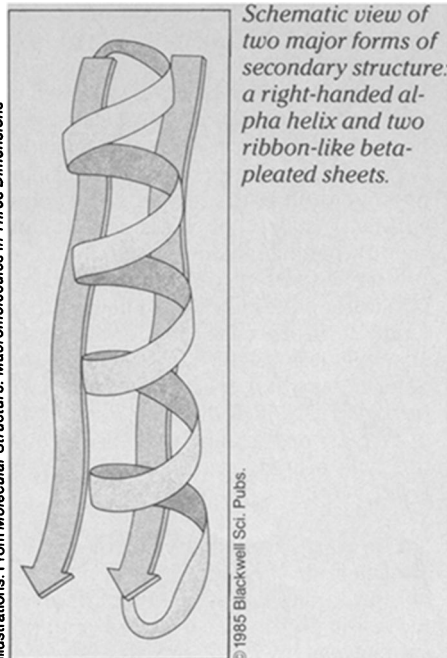 Schematic view of
two major forms of
secondary structure:
a right-handed al-
pha helix and two
ribbon-like beta-
pleated sheets.
© 1985 Blackwell Sci. Pubs.
From Molecular Structure: Macromolecules in Three Dimensions